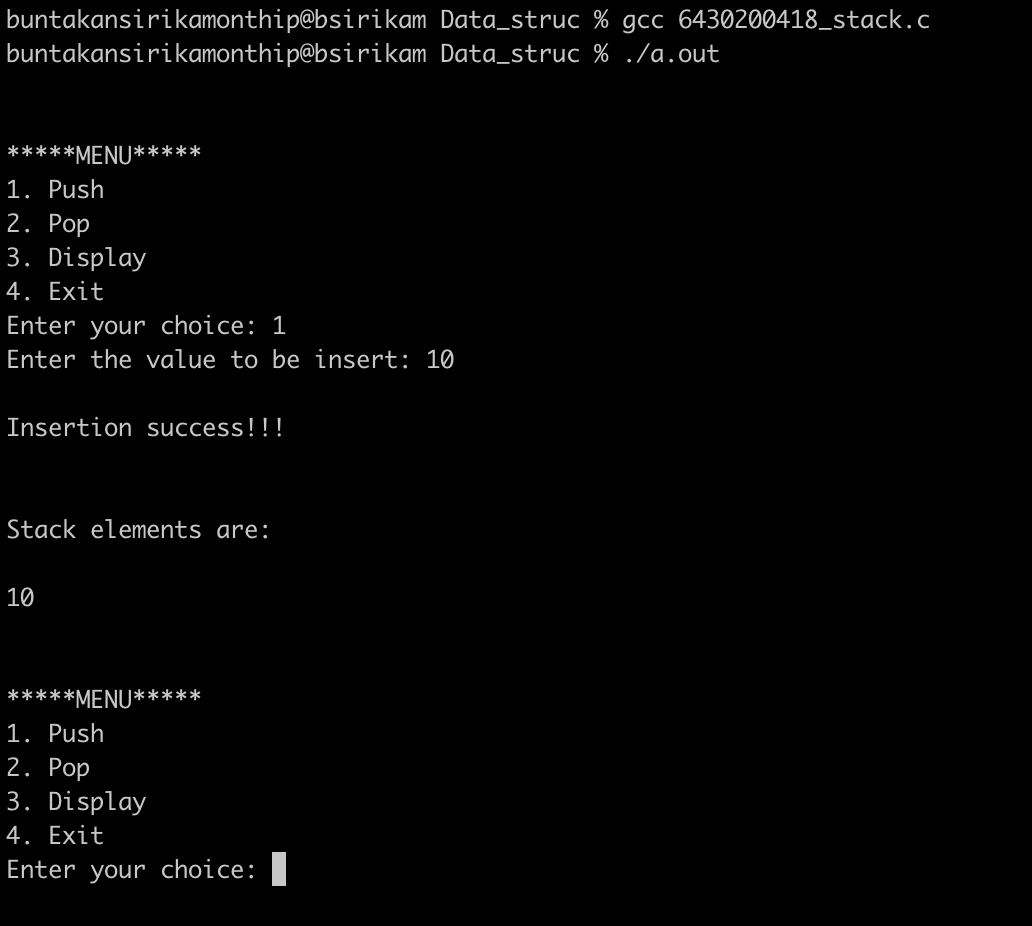 buntakansirikamonthip@bsirikam Data_struc % gcc 6430200418_stack.c
buntakansirikamonthip@bsirikam Data_struc % ./a.out
*****MENU*****
1. Push
2. Pop
3. Display
4. Exit
Enter your choice: 1
Enter the value to be insert: 10
Insertion success!!!
Stack elements are:
10
*****MENU*****
1. Push
2. Pop
3. Display
4. Exit
Enter your choice: